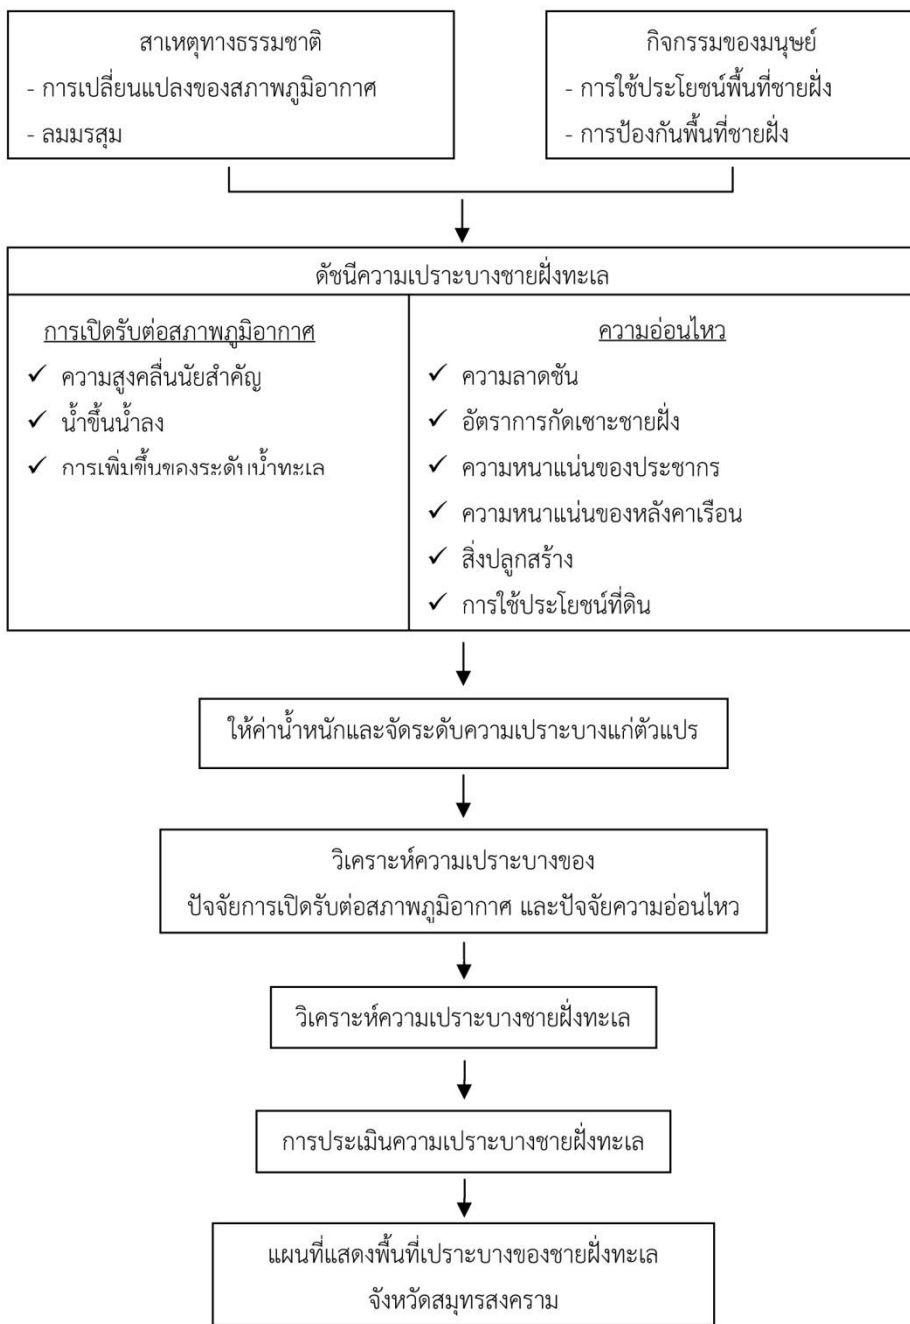 สาเหตุทางธรรมชาติ
- การเปลี่ยนแปลงของสภาพภูมิอากาศ
- ลมมรสุม
กิจกรรมของมนุษย์
- การใช้ประโยชน์พื้นที่ชายฝั่ง
- การป้องกันพื้นที่ชายฝั่ง
ดัชนีความเปราะบางชายฝั่งทะเล
การเปิดรับต่อสภาพภูมิอากาศ
✓ ความสูงคลื่นนัยสำคัญ
✓ น้ำขึ้นน้ำลง
✓ การเพิ่มขึ้นของระดับน้ำทะเล
ความอ่อนไหว
✓ ความลาดชัน
✓ อัตราการกัดเซาะชายฝั่ง
✓ ความหนาแน่นของประชากร
✓ ความหนาแน่นของหลังคาเรือน
✓ สิ่งปลูกสร้าง
✓ การใช้ประโยชน์ที่ดิน
ให้ค่าน้ำหนักและจัดระดับความเปราะบางแก่ตัวแปร
วิเคราะห์ความเปราะบางของ
ปัจจัยการเปิดรับต่อสภาพภูมิอากาศ และปัจจัยความอ่อนไหว
วิเคราะห์ความเปราะบางชายฝั่งทะเล
การประเมินความเปราะบางชายฝั่งทะเล
แผนที่แสดงพื้นที่เปราะบางของชายฝั่งทะเล
จังหวัดสมุทรสงคราม